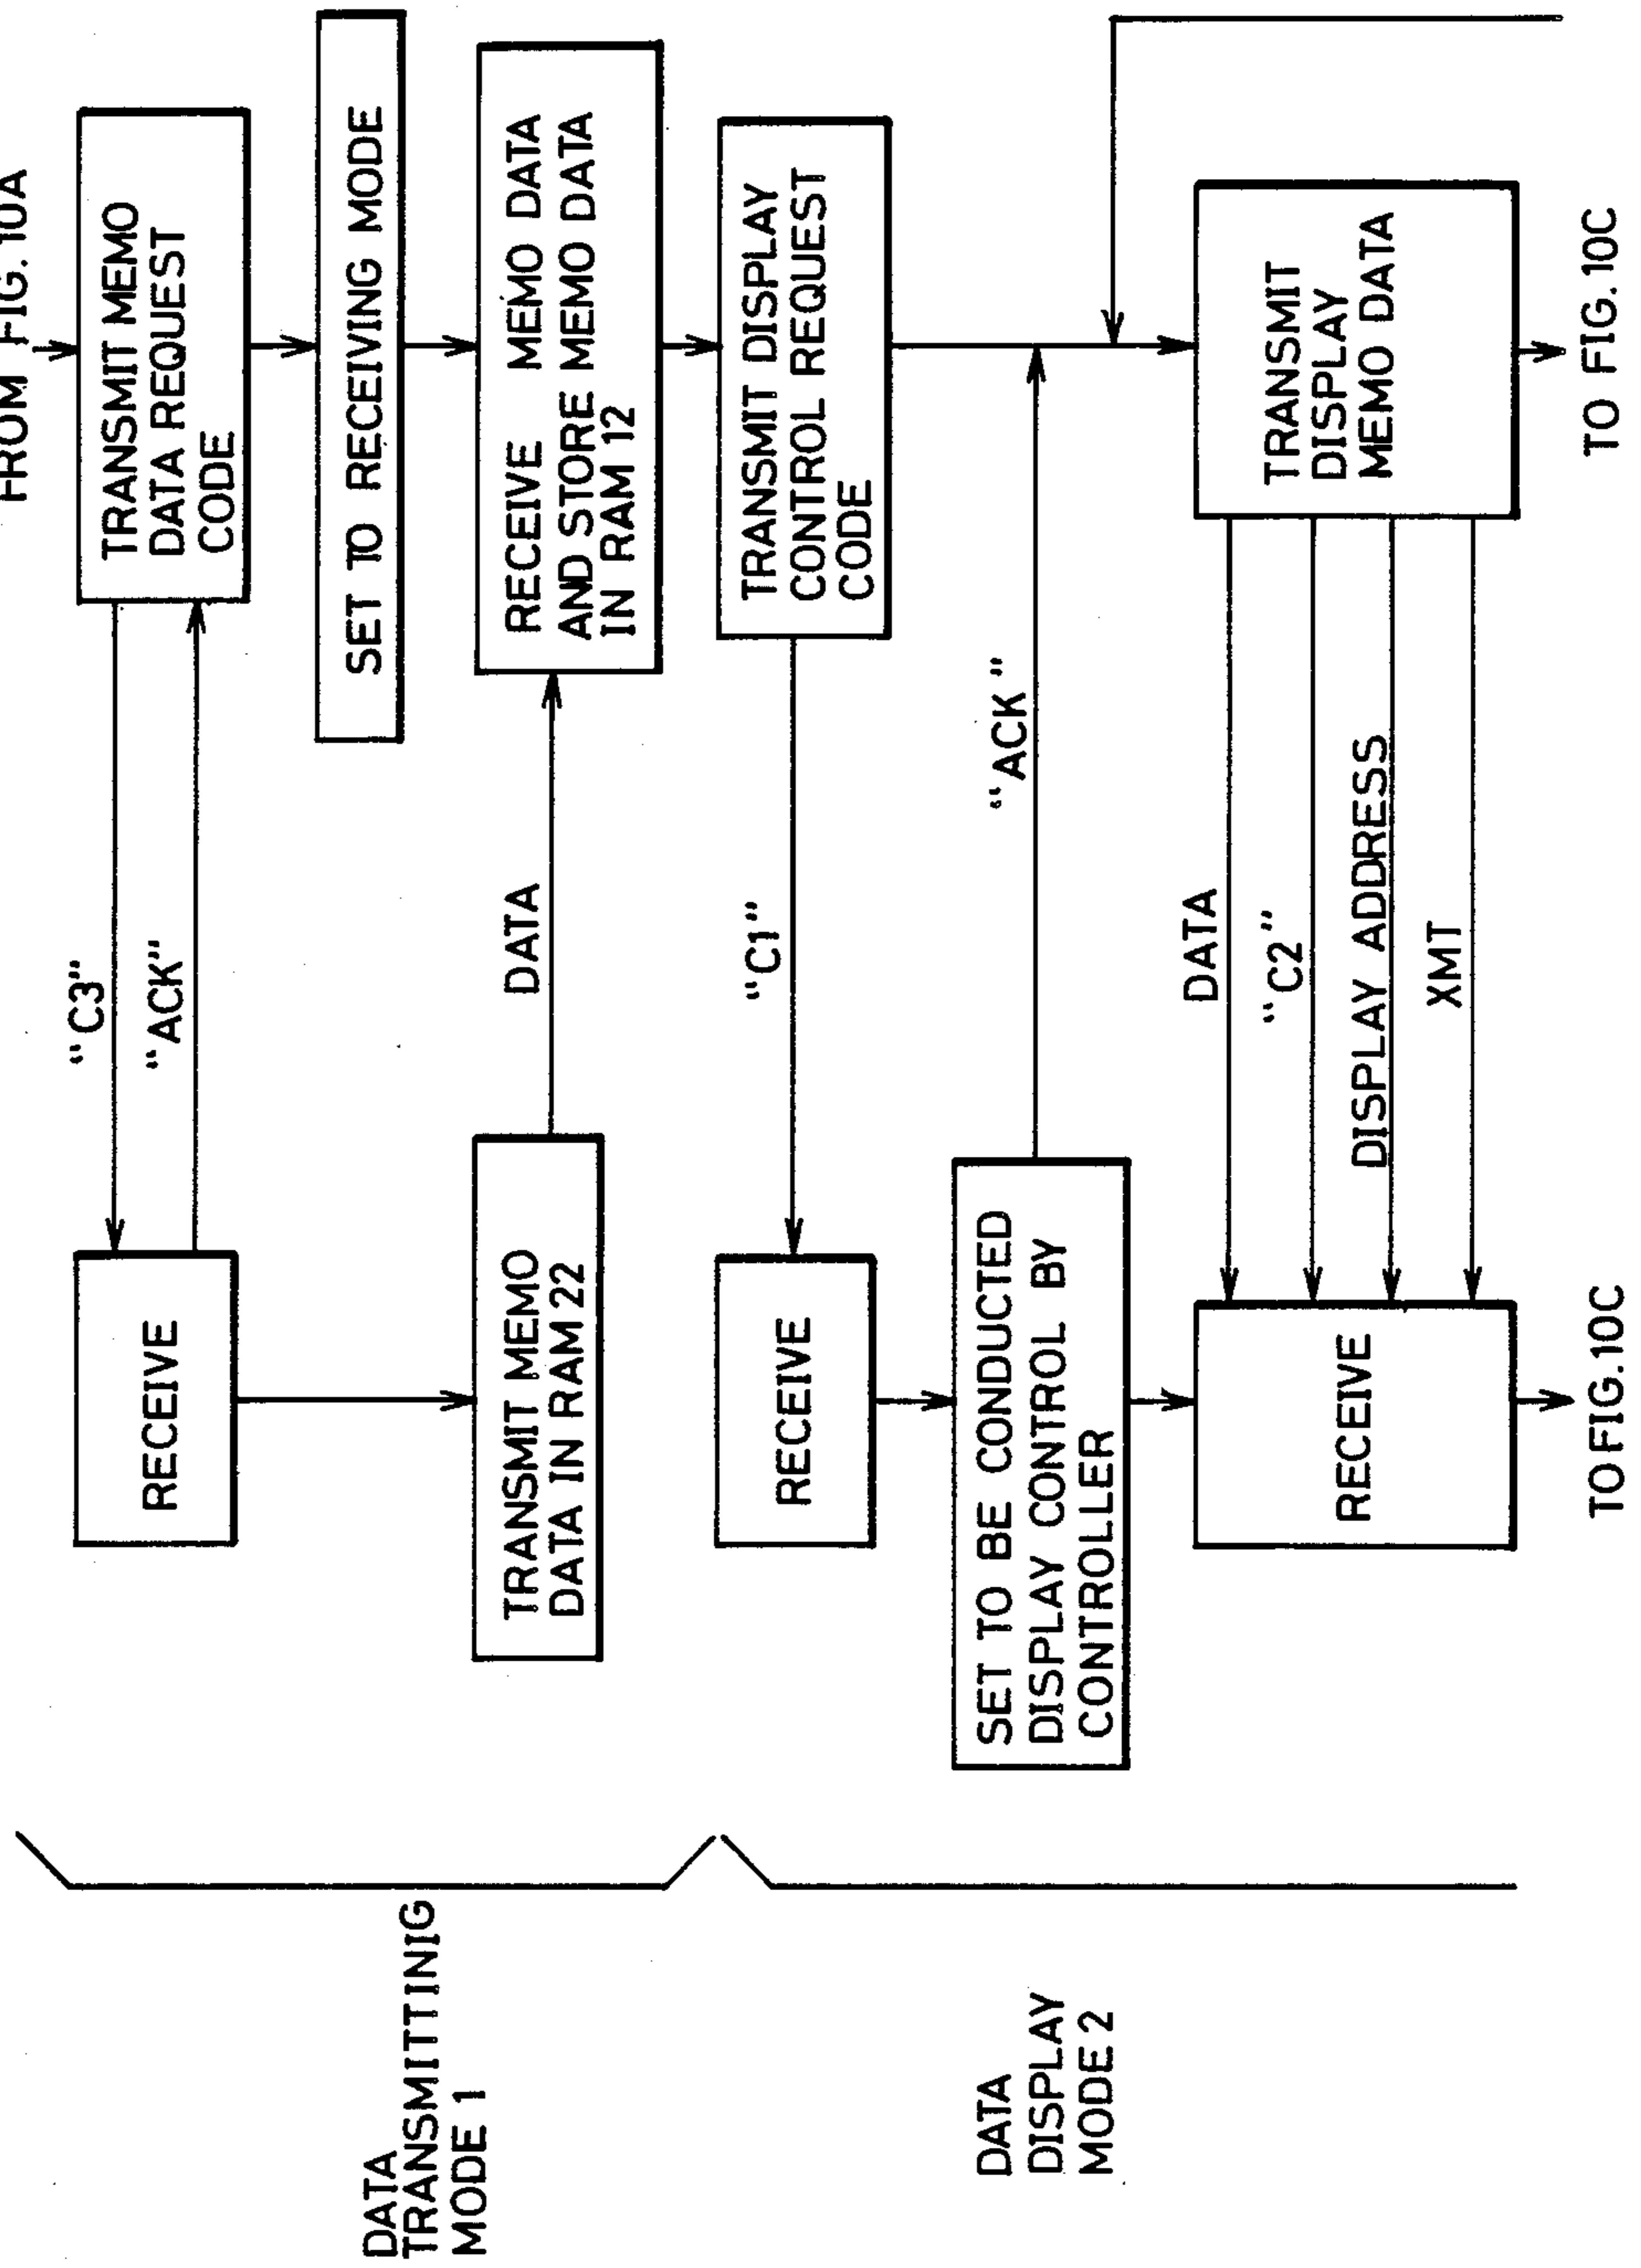 FROM FIG.10A
"C3"
"ACK"
RECEIVE
TRANSMIT MEMO
DATA REQUEST
CODE
SET TO RECEIVING MODE
DATA
TRANSMITTINIG
MODE 1
TRANSMIT MEMO
DATA IN RAM 22
DATA
RECEIVE MEMO DATA
AND STORE MEMO DATA
IN RAM 12
RECEIVE
"C1"
TRANSMIT DISPLAY
CONTROL REQUEST
CODE
DATA
DISPLAY
MODE 2
SET TO BE CONDUCTED
DISPLAY CONTROL BY
CONTROLLER
"ACK"
RECEIVE
DATA
"C2"
DISPLAY ADDRESS
XMT
TRANSMIT
DISPLAY
MEMO DATA
TO FIG.10C
TO FIG.10C